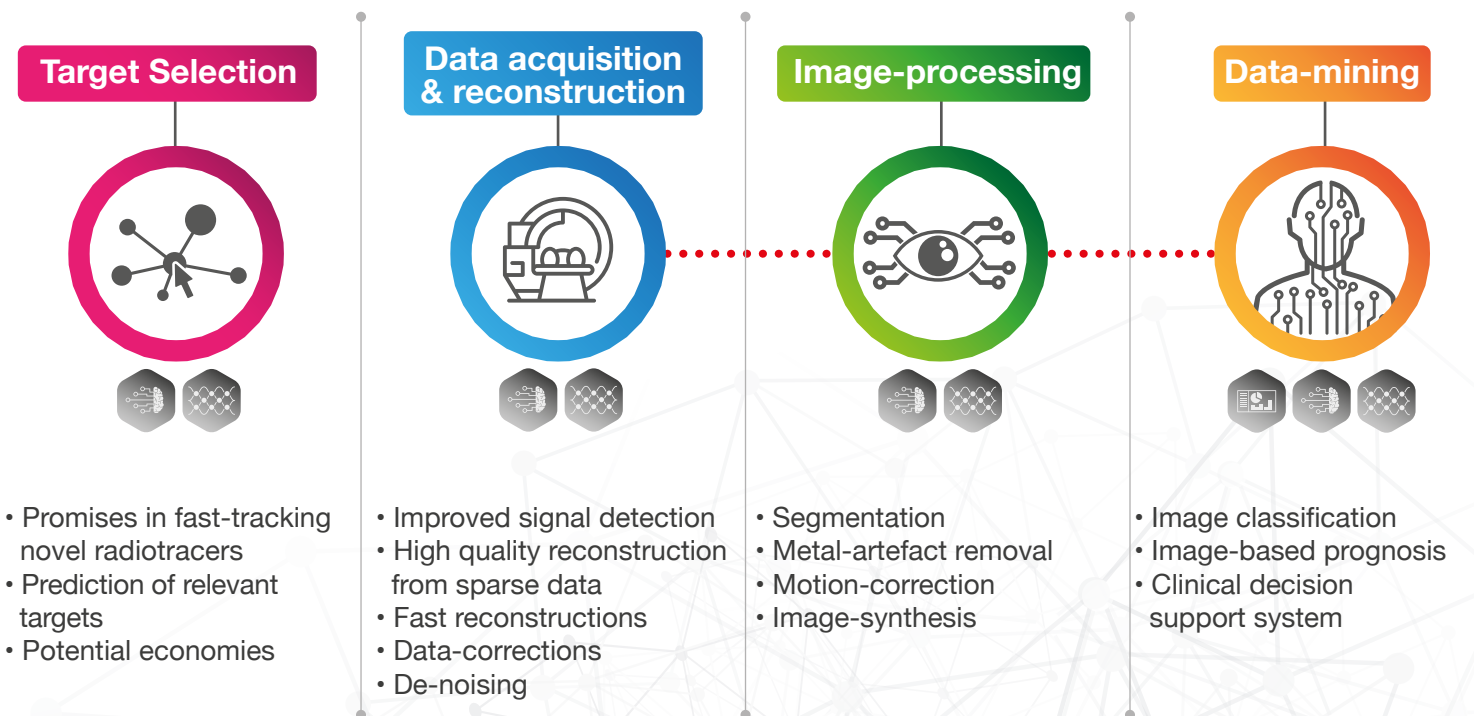 Target Selection
• Promises in fast-tracking
novel radiotracers
• Prediction of relevant
targets
• Potential economies
Data acquisition
& reconstruction
• Improved signal detection
• High quality reconstruction
from sparse data
• Fast reconstructions
• Data-corrections
• De-noising
Image-processing
• Segmentation
• Metal-artefact removal
• Motion-correction
• Image-synthesis
Data-mining
• Image classification
• Image-based prognosis
• Clinical decision
support system